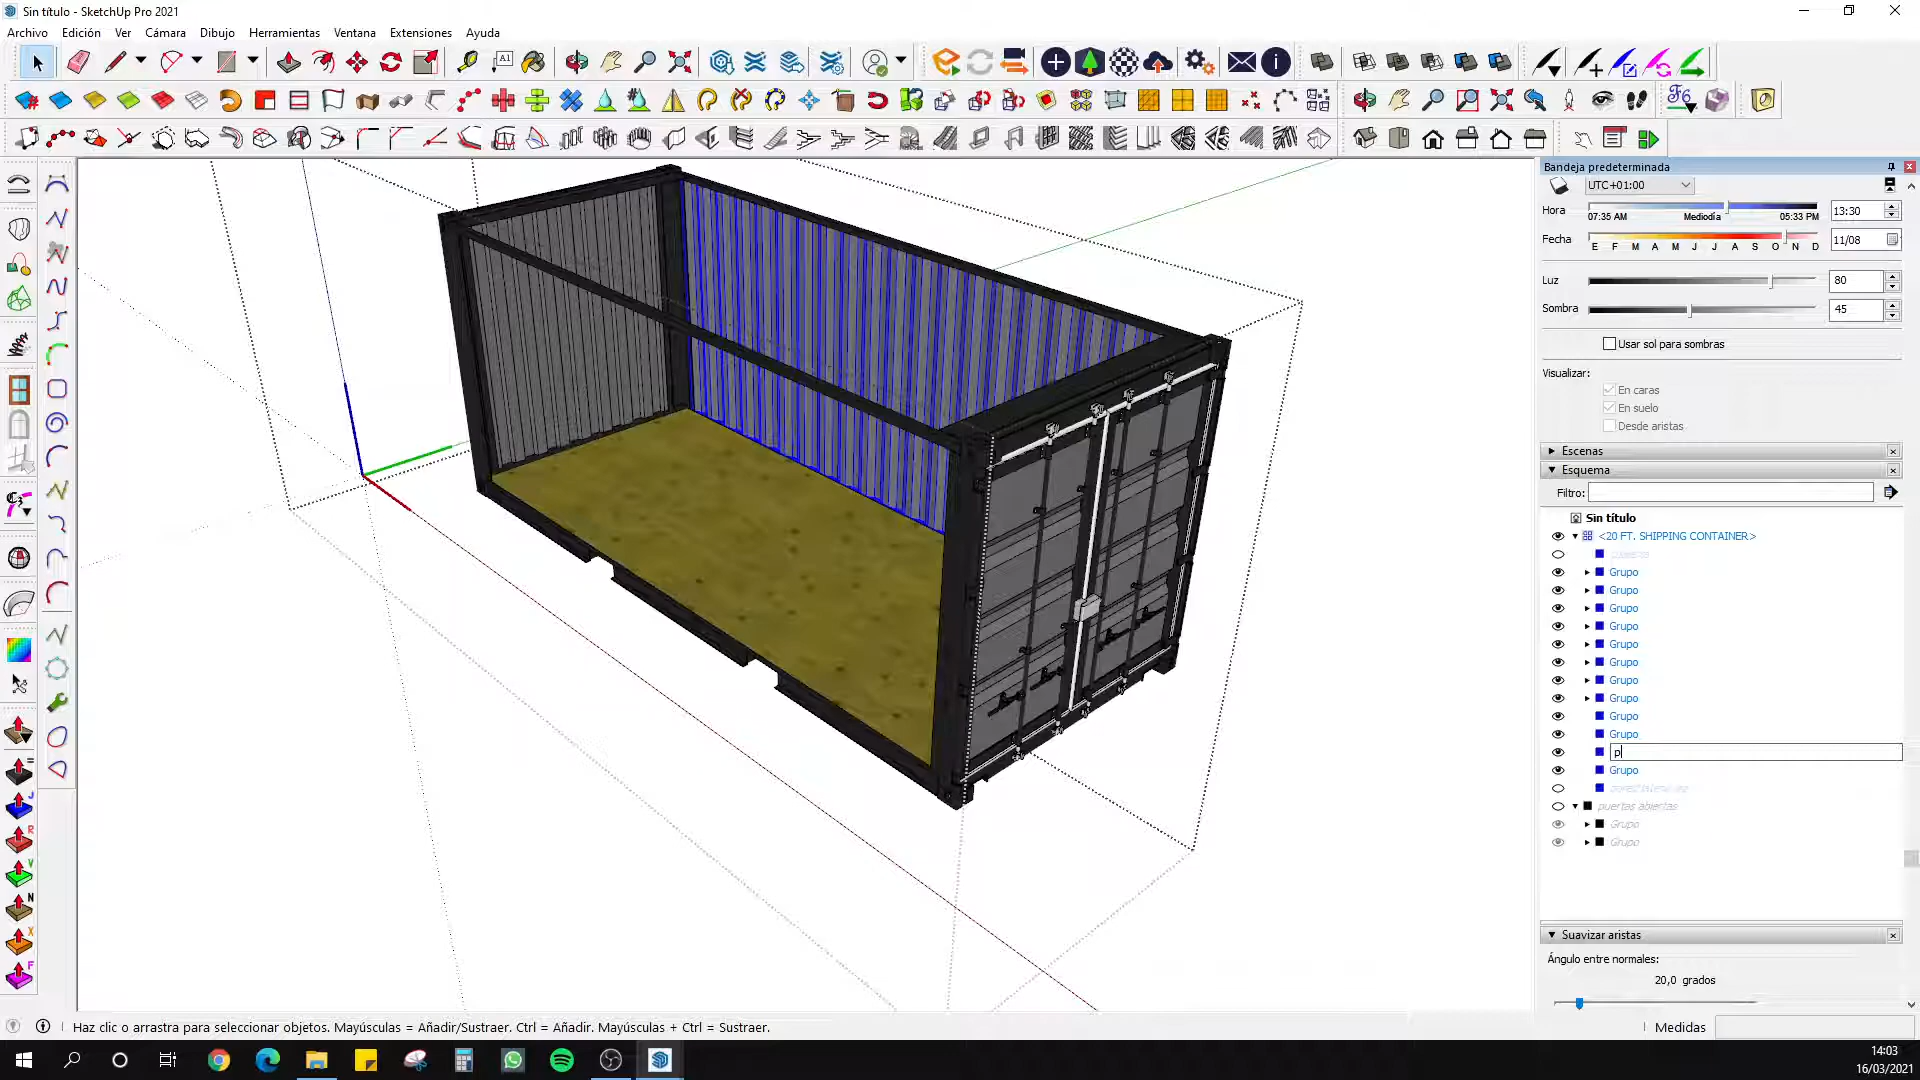 Sin título - SketchUp Pro 2021
Archivo Edición Ver Cámara Dibujo Herramientas Ventana Extensiones Ayuda
Bandeja predeterminada
UTC+01:00
Hora 07:35 AM Mediodía 05:33 PM 13:30
Fecha E F M A M J J A S O N D 11/08
Luz 80
Sombra 45
Usar sol para sombras
Visualizar:
En caras
En suelo
Desde aristas
Escenas
Esquema
Filtro:
Sin título
<20 FT. SHIPPING CONTAINER>
Grupo
Grupo
Grupo
Grupo
Grupo
Grupo
Grupo
Grupo
Grupo
Grupo
p
Grupo
puertas abiertas
Grupo
Grupo
Suavizar aristas
Ángulo entre normales:
20,0 grados
Haz clic o arrastra para seleccionar objetos. Mayúsculas = Añadir/Sustraer. Ctrl = Añadir. Mayúsculas + Ctrl = Sustraer.
Medidas
14:03
16/03/2021